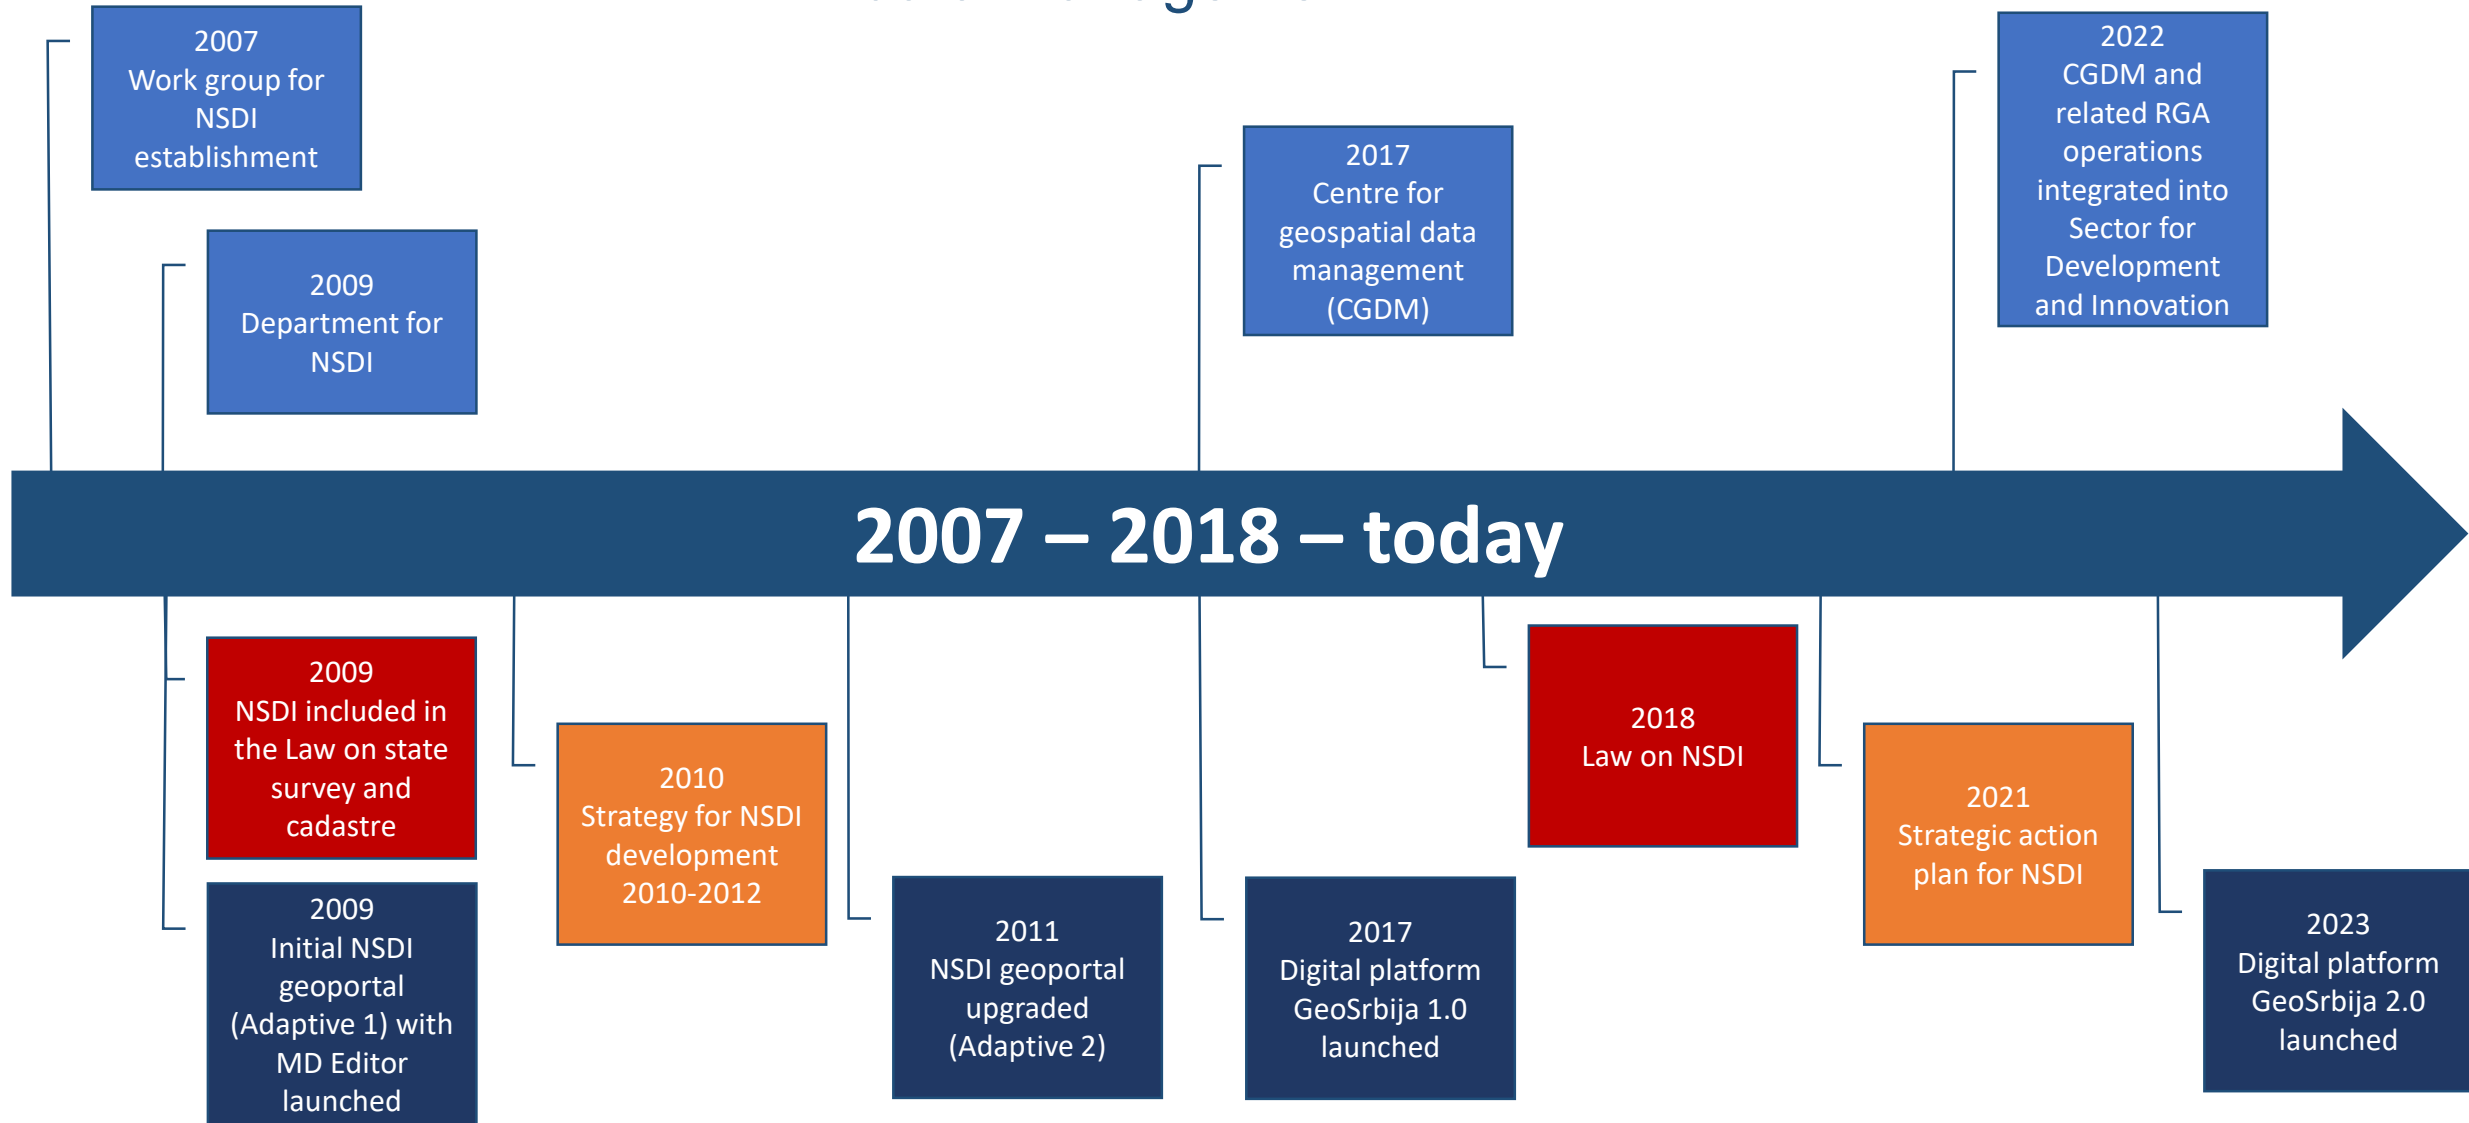 2007
Work group for
NSDI
establishment
2009
Department for
NSDI
2017
Centre for
geospatial data
management
(CGDM)
2022
CGDM and
related RGA
operations
integrated into
Sector for
Development
and Innovation
2007 – 2018 – today
2009
NSDI included in
the Law on state
survey and
cadastre
2009
Initial NSDI
geoportal
(Adaptive 1) with
MD Editor
launched
2010
Strategy for NSDI
development
2010-2012
2011
NSDI geoportal
upgraded
(Adaptive 2)
2017
Digital platform
GeoSrbija 1.0
launched
2018
Law on NSDI
2021
Strategic action
plan for NSDI
2023
Digital platform
GeoSrbija 2.0
launched